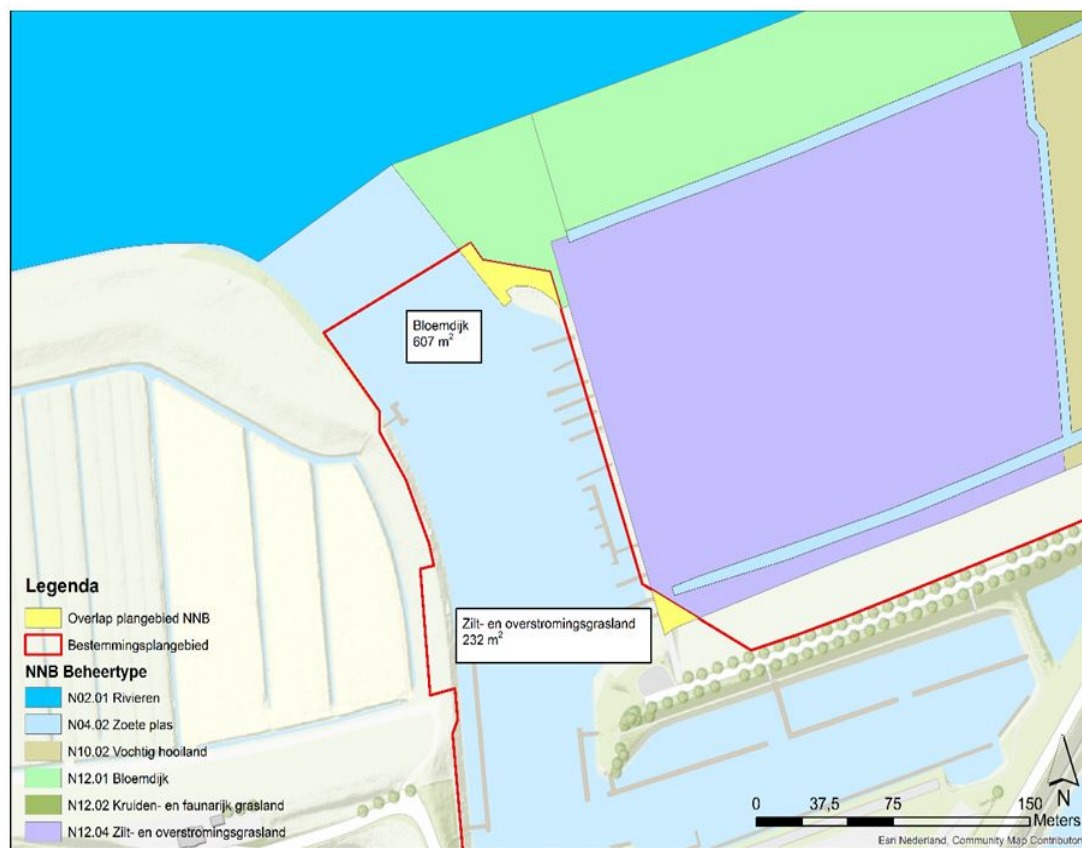 Bloemdijk
607 m²
Zilt- en overstromingsgrasland
232 m²
Legenda
Overlap plangebied NNB
Bestemmingsplangebied
NNB Beheertype
N02.01 Rivieren
N04.02 Zoete plas
N10.02 Vochtig hooiland
N12.01 Bloemdijk
N12.02 Kruiden- en faunarijk grasland
N12.04 Zilt- en overstromingsgrasland
N
0 37,5 75 150
Meters
Esri Nederland, Community Map Contributor